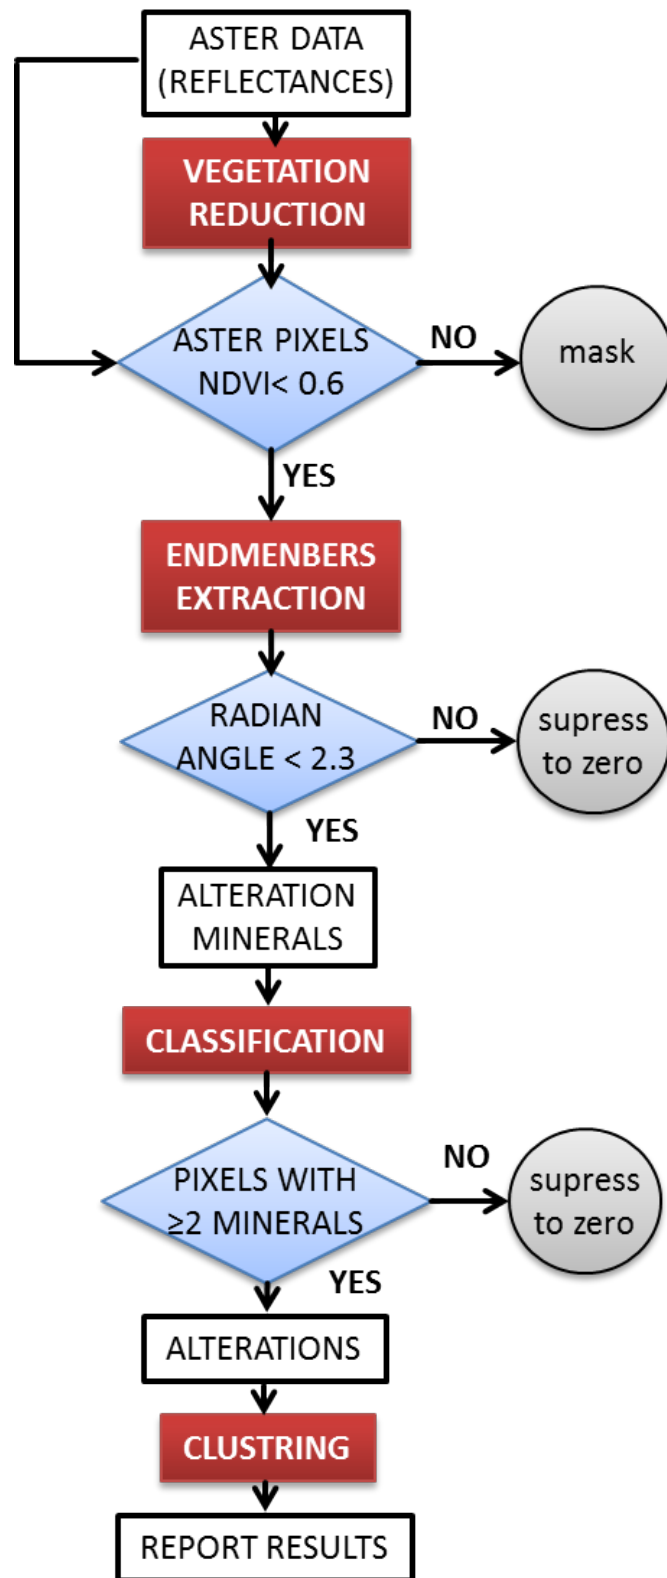 ASTER DATA
(REFLECTANCES)
VEGETATION
REDUCTION
ASTER PIXELS
NDVI< 0.6
NO
mask
YES
ENDMENBERS
EXTRACTION
RADIAN
ANGLE < 2.3
NO
supress
to zero
YES
ALTERATION
MINERALS
CLASSIFICATION
PIXELS WITH
≥2 MINERALS
NO
supress
to zero
YES
ALTERATIONS
CLUSTRING
REPORT RESULTS